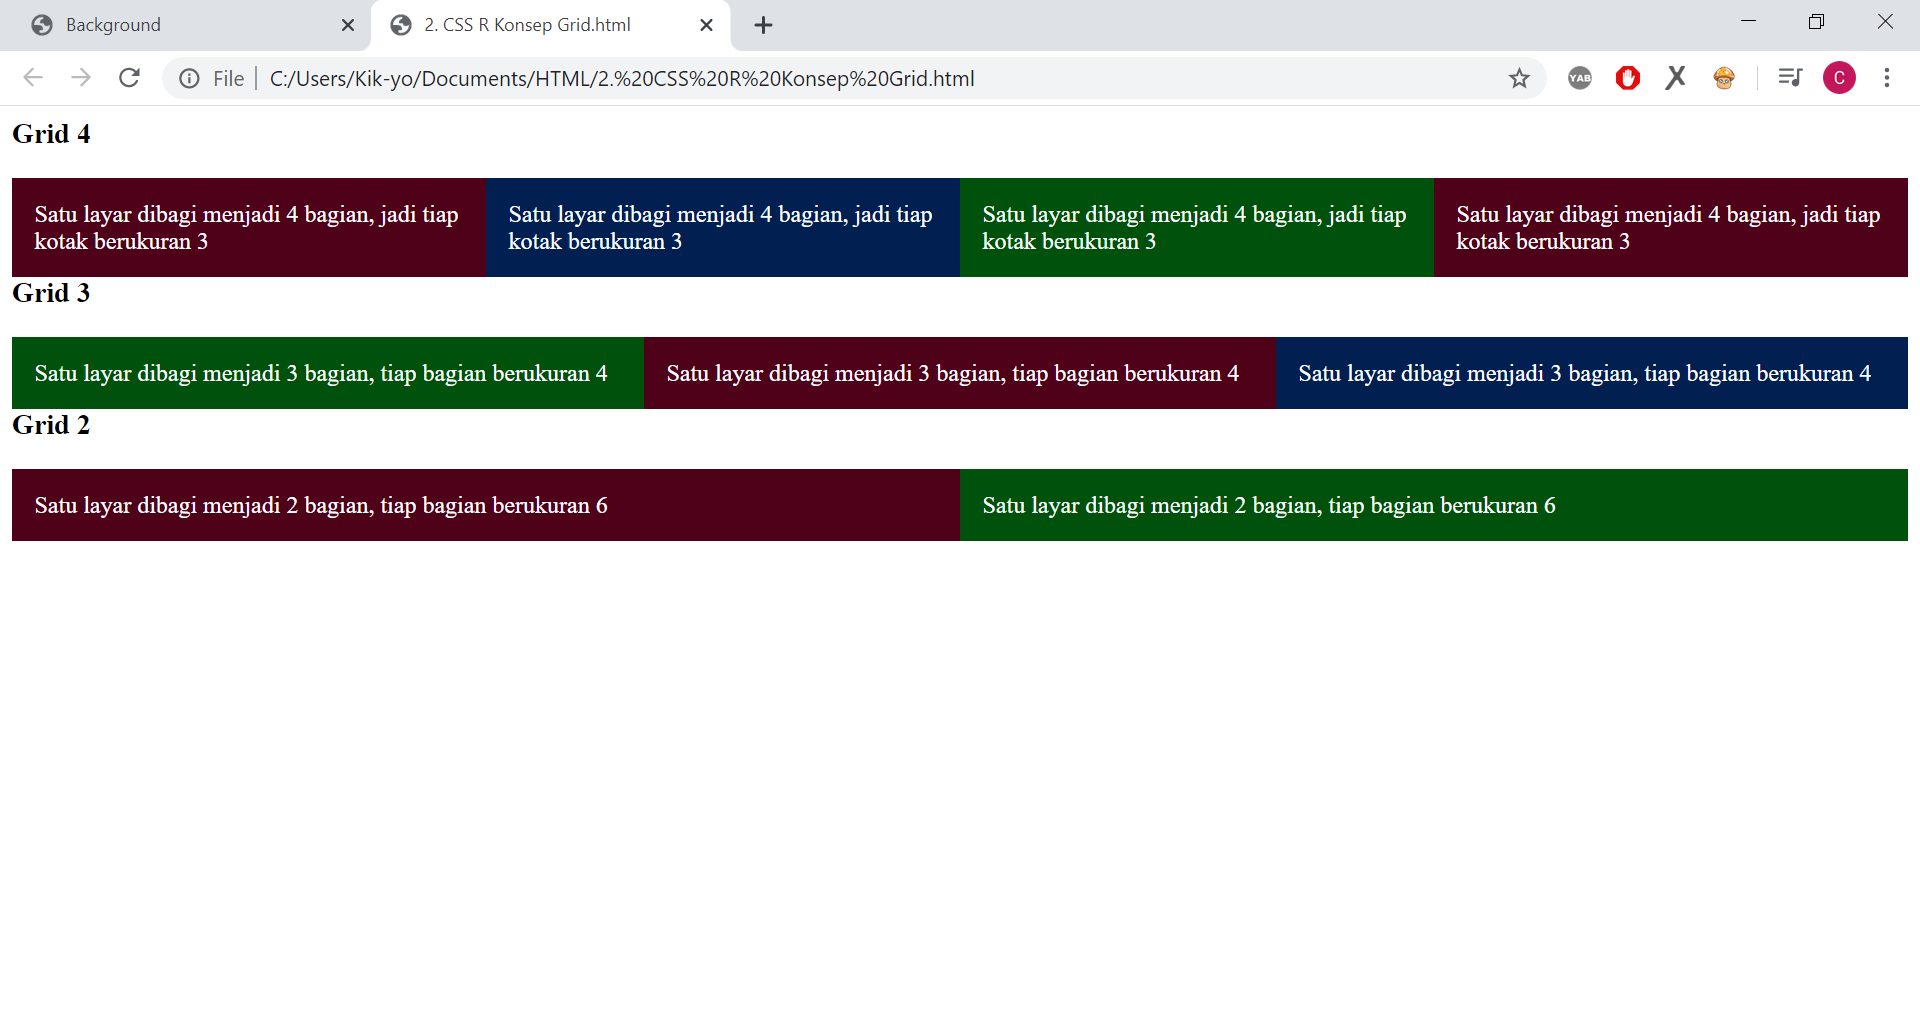 Background
2. CSS R Konsep Grid.html
File
C:/Users/Kik-yo/Documents/HTML/2.%20CSS%20R%20Konsep%20Grid.html
YAB
X
C
Grid 4
Satu layar dibagi menjadi 4 bagian, jadi tiap
kotak berukuran 3
Satu layar dibagi menjadi 4 bagian, jadi tiap
kotak berukuran 3
Satu layar dibagi menjadi 4 bagian, jadi tiap
kotak berukuran 3
Satu layar dibagi menjadi 4 bagian, jadi tiap
kotak berukuran 3
Grid 3
Satu layar dibagi menjadi 3 bagian, tiap bagian berukuran 4
Satu layar dibagi menjadi 3 bagian, tiap bagian berukuran 4
Satu layar dibagi menjadi 3 bagian, tiap bagian berukuran 4
Grid 2
Satu layar dibagi menjadi 2 bagian, tiap bagian berukuran 6
Satu layar dibagi menjadi 2 bagian, tiap bagian berukuran 6